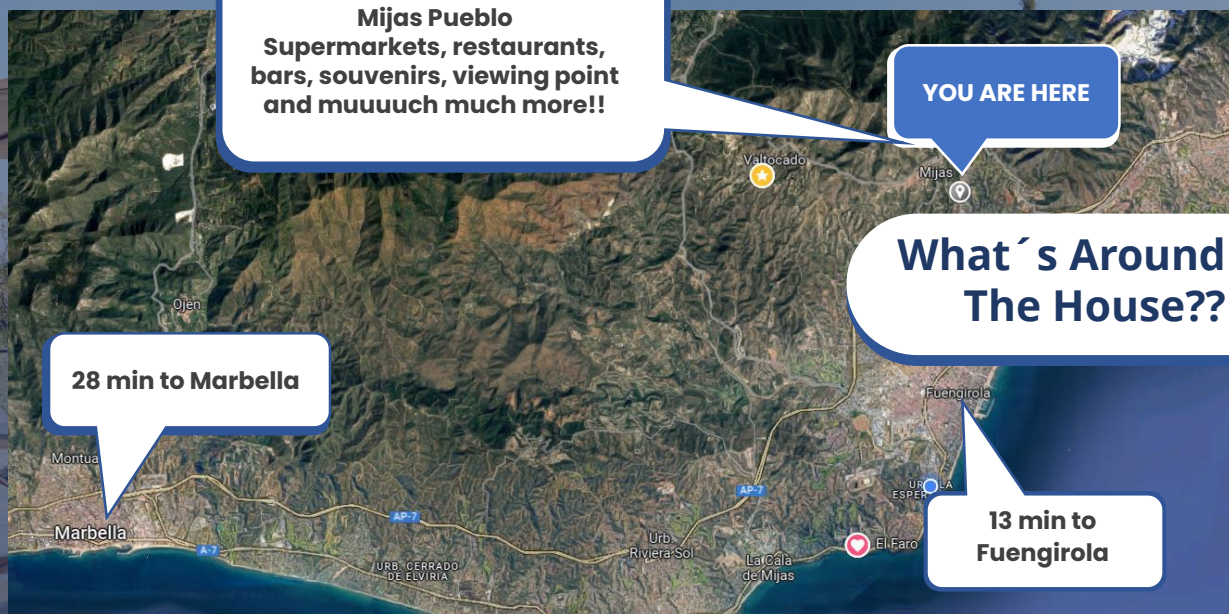 Mijas Pueblo
Supermarkets, restaurants,
bars, souvenirs, viewing point
and muuuuch much more!!
YOU ARE HERE
Valtocado
Mijas
What´s Around
The House??
Ojén
28 min to Marbella
Fuengirola
Montua
AP-7
ESPER
13 min to
Fuengirola
AP-7
Marbella
A-7
Urb.
Riviera Sol
El Faro
La Cala
de Mijas
URB. CERRADO
DE ELVIRIA